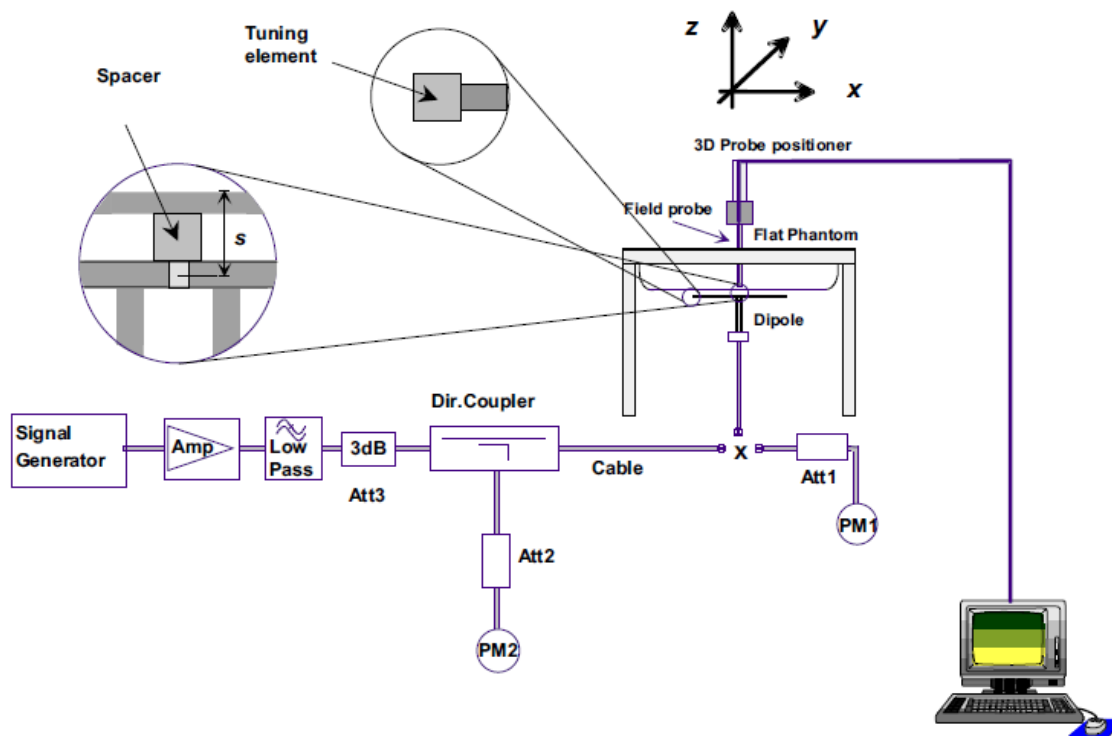 Tuning
element
Spacer
z
y
x
3D Probe positioner
Field probe
Flat Phantom
s
Dipole
Dir.Coupler
Signal
Generator
Amp
Low
Pass
3dB
Att3
Cable
X
Att1
PM1
Att2
PM2